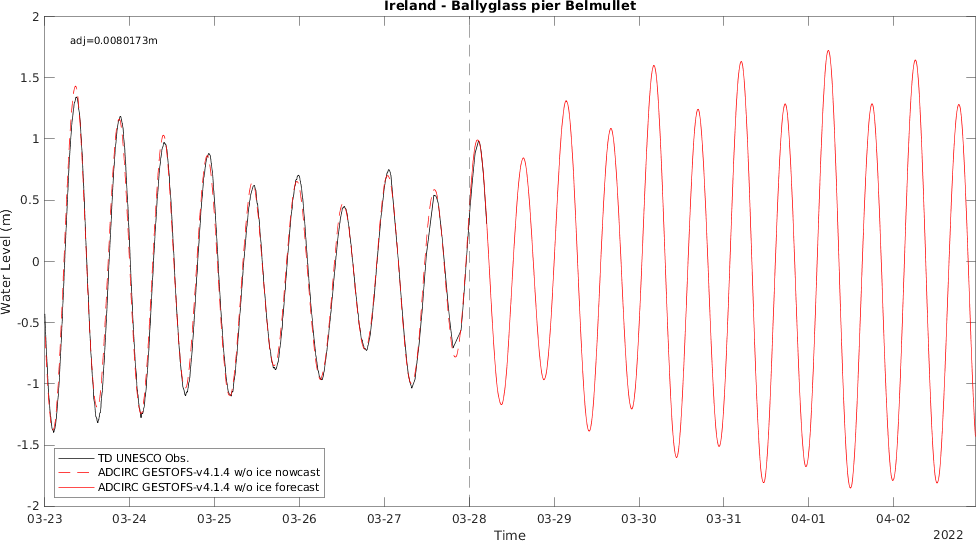 Ireland - Ballyglass pier Belmullet
adj=0.0080173m
2
1.5
1
0.5
0
-0.5
-1
-1.5
-2
Water Level (m)
TD UNESCO Obs.
ADCIRC GESTOFS-v4.1.4 w/o ice nowcast
ADCIRC GESTOFS-v4.1.4 w/o ice forecast
03-23 03-24 03-25 03-26 03-27 03-28 03-29 03-30 03-31 04-01 04-02
Time
2022